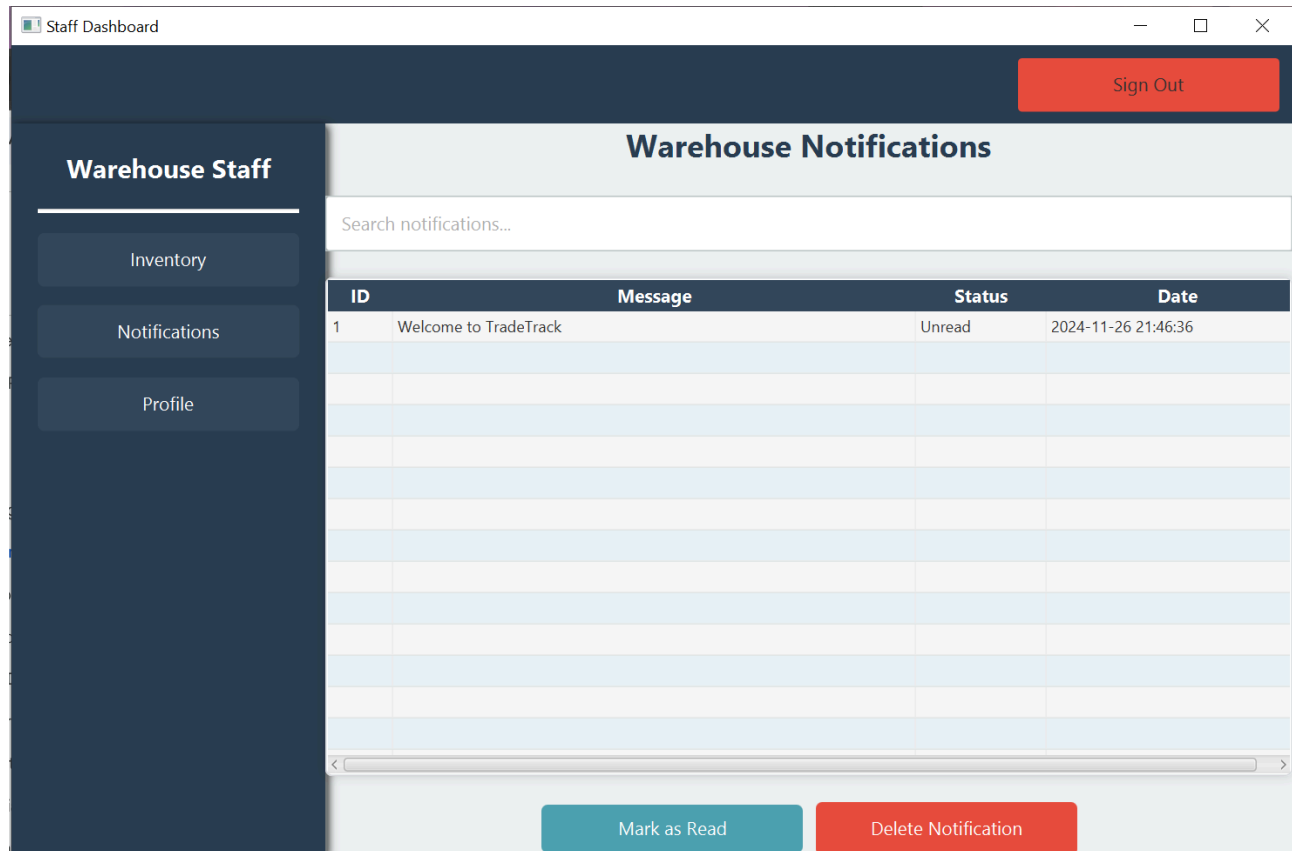 Staff Dashboard
Sign Out
Warehouse Staff
Inventory
Notifications
Profile
Warehouse Notifications
Search notifications...
ID Message Status Date
1 Welcome to TradeTrack Unread 2024-11-26 21:46:36
Mark as Read Delete Notification